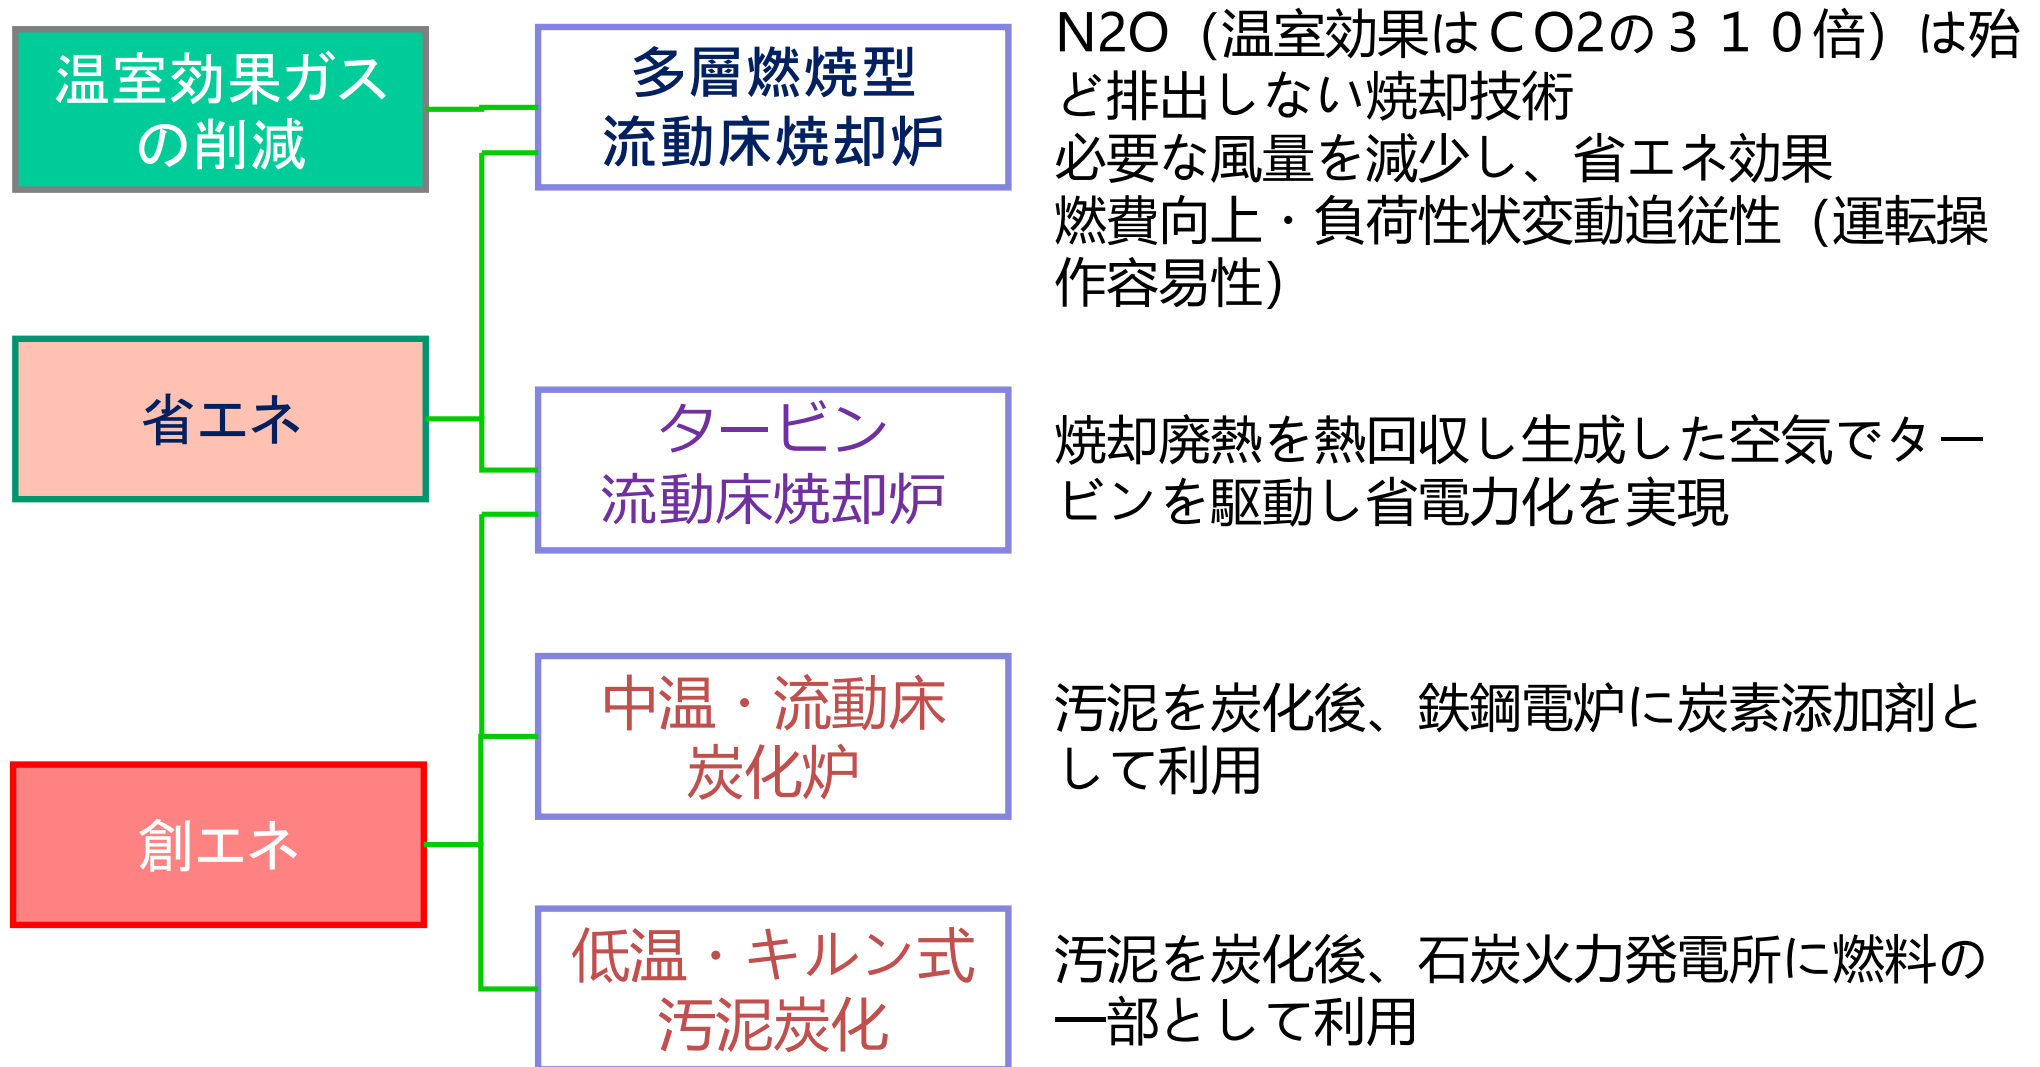 温室効果ガス
の削減
多層燃焼型
流動床焼却炉
N2O（温室効果はＣO2の３１０倍）は殆
ど排出しない焼却技術
必要な風量を減少し、省エネ効果
燃費向上・負荷性状変動追従性（運転操
作容易性）
省エネ
タービン
流動床焼却炉
焼却廃熱を熱回収し生成した空気でター
ビンを駆動し省電力化を実現
創エネ
中温・流動床
炭化炉
汚泥を炭化後、鉄鋼電炉に炭素添加剤と
して利用
低温・キルン式
汚泥炭化
汚泥を炭化後、石炭火力発電所に燃料の
一部として利用